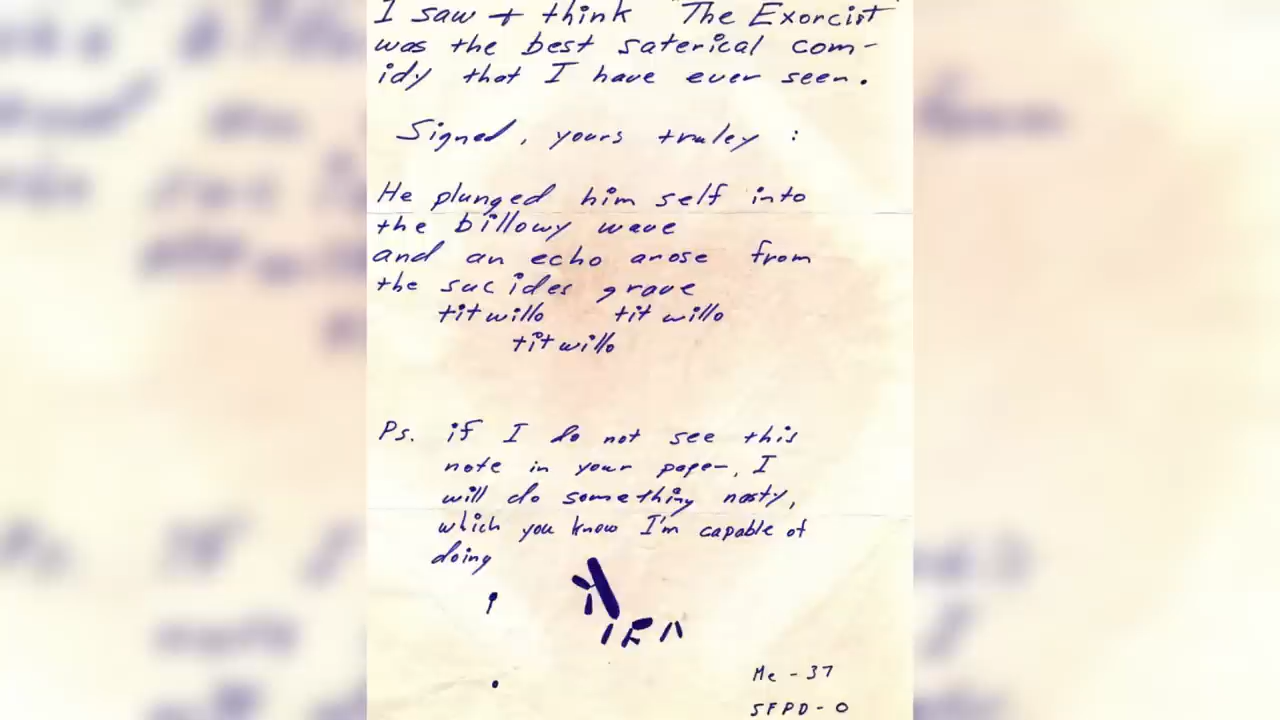 I saw + think "The Exorcist
was the best saterical com-
idy that I have ever seen.
Signed, yours truley :
He plunged him self into
the billowy wave
and an echo arose from
the sucides grave
tit willo tit willo
tit willo
Ps. if I do not see this
note in your paper, I
will do something nasty,
which you know I'm capable of
doing
Me - 37
SFPD - 0